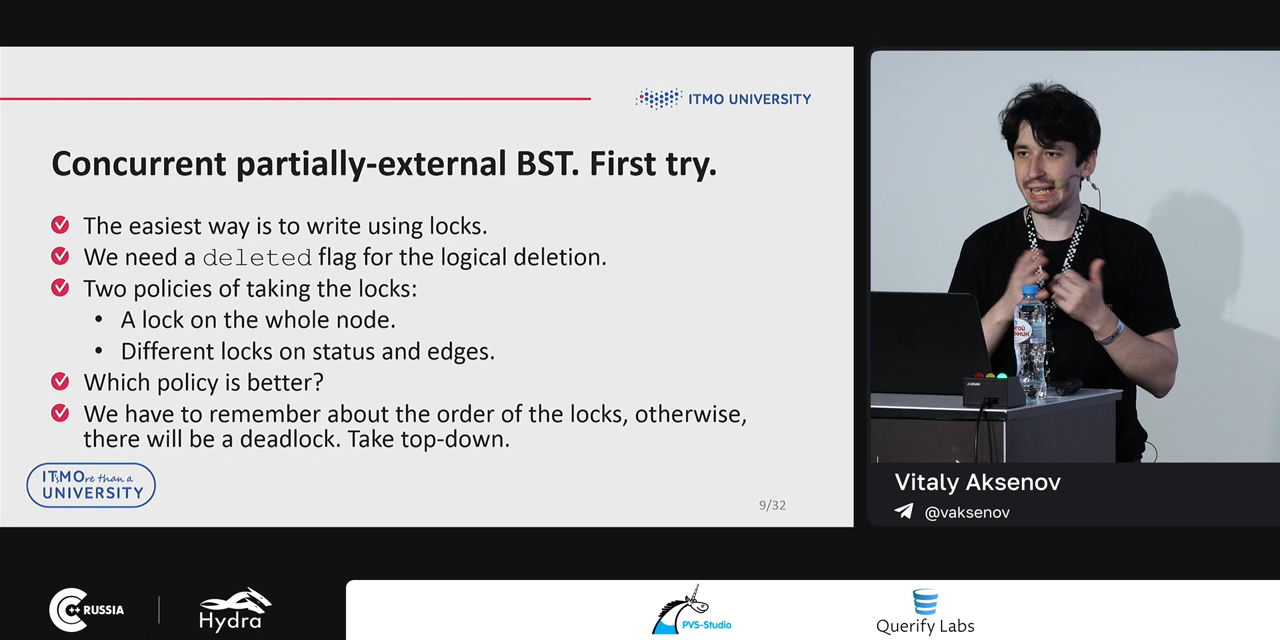 ITMO UNIVERSITY
Concurrent partially-external BST. First try.
The easiest way is to write using locks.
We need a deleted flag for the logical deletion.
Two policies of taking the locks:
• A lock on the whole node.
• Different locks on status and edges.
Which policy is better?
We have to remember about the order of the locks, otherwise,
there will be a deadlock. Take top-down.
ITsMOre than a
UNIVERSITY
9/32
Vitaly Aksenov
@vaksenov
C++ RUSSIA
Hydra
PVS-Studio
Querify Labs